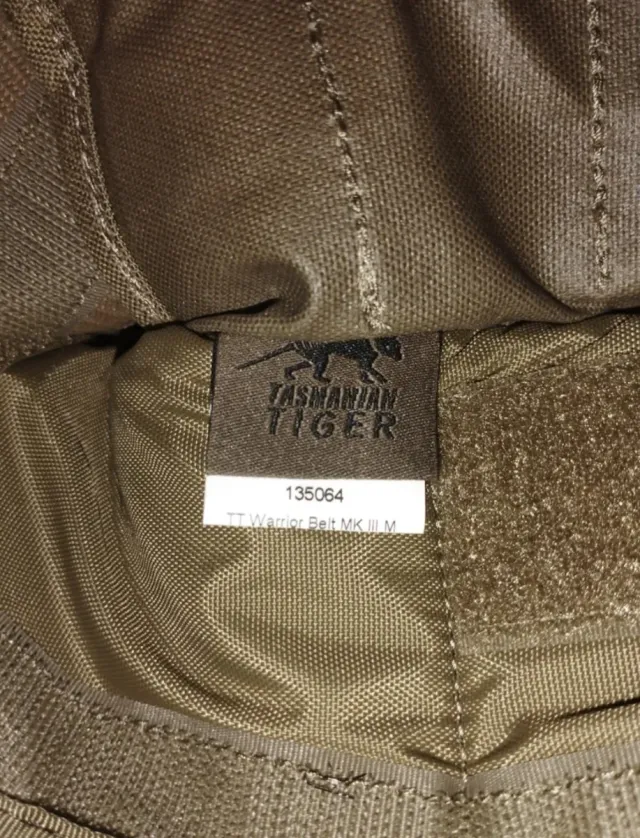 TASMANIAN
TIGER
135064
TT Warrior Belt MK III M